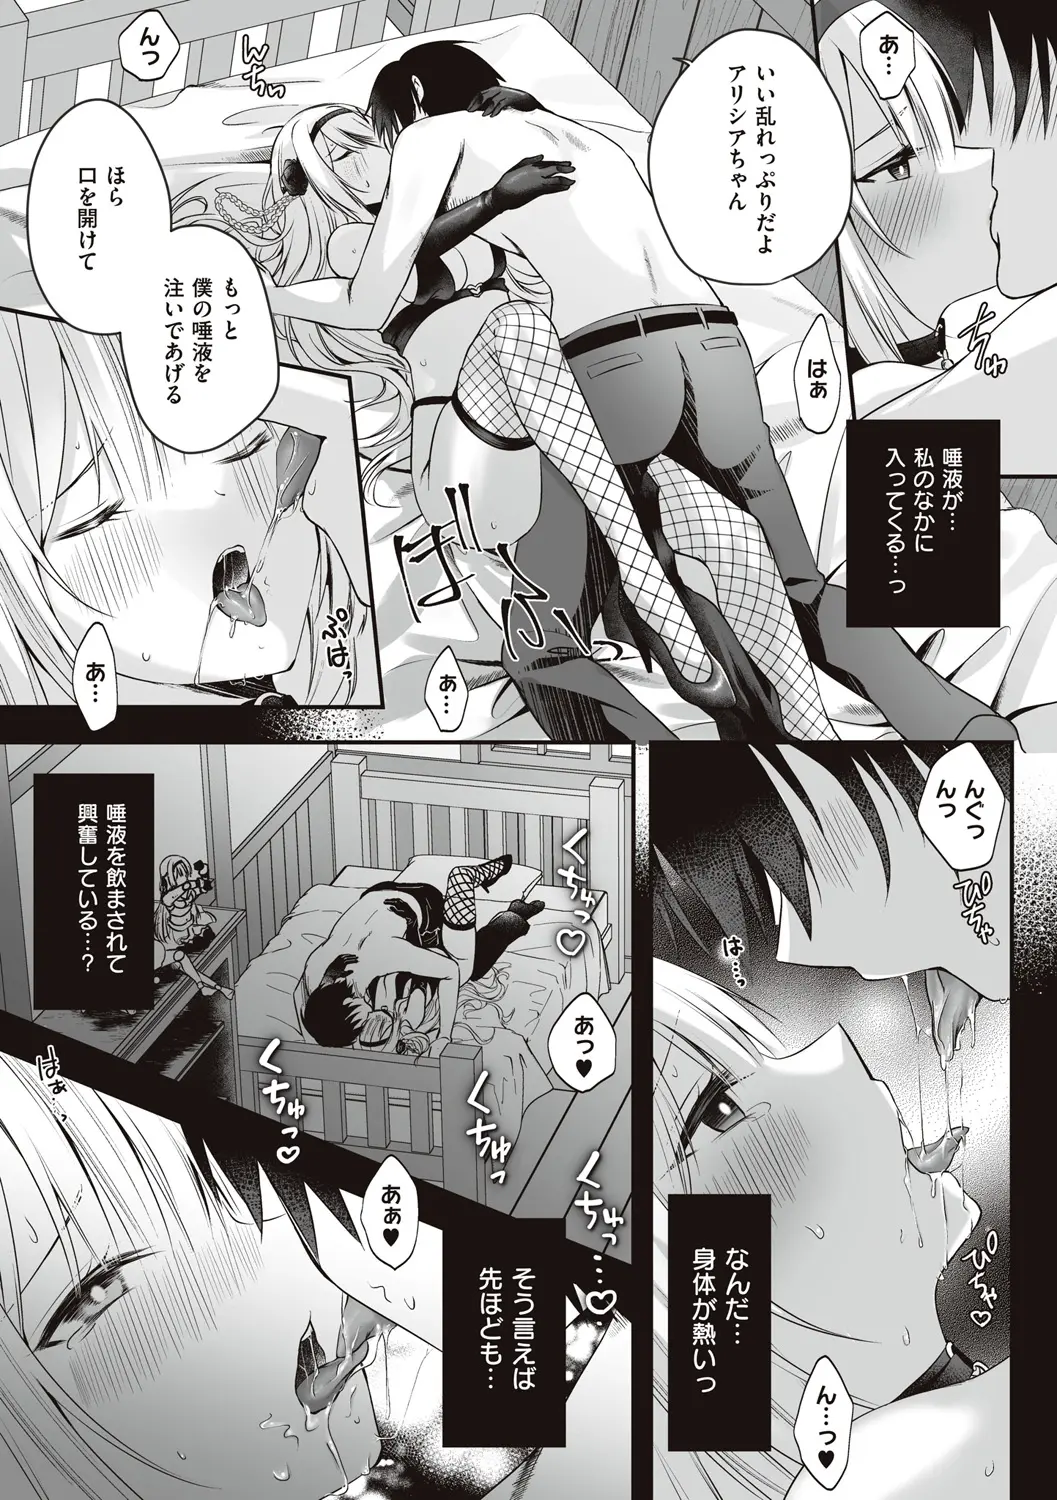 あ…
ちゅ
唾液が…
私のなかに
入ってくる…っ
いい乱れっぷりだよ
アリシアちゃん
はぁ
んっ
んちゅっ
ほら
口を開けて
もっと
僕の唾液を
注いであげる
ぷはっ
あ…
あ…
ばふっ
んぐっ
んっ
ぴちゃ
は…っ
ぴちゃ♡
なんだ…
身体が熱いっ
ん…っ♥
唾液を飲まされて
興奮している…?
くちゅっ♡
あっ♥
くちゅっ♡
くちゅっ
くちゅっ…♡
そう言えば
先ほども…
はぁ…っ
あぁ♥